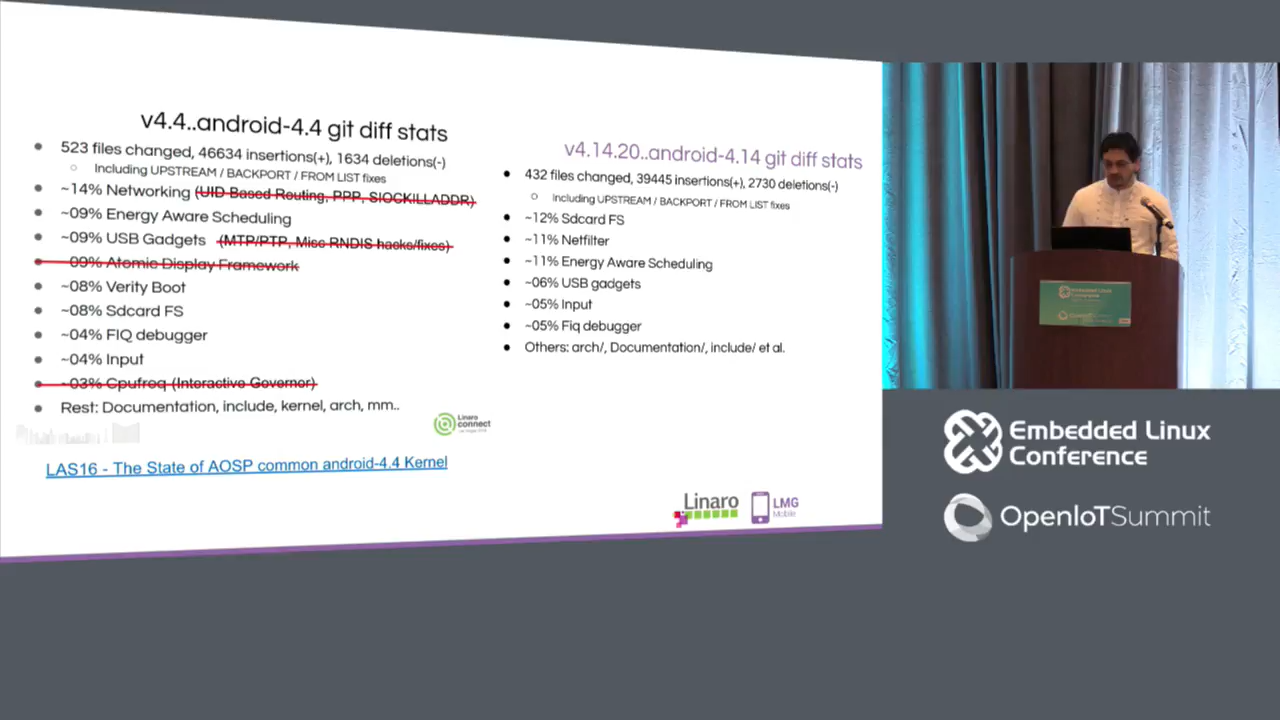 v4.4..android-4.4 git diff stats
523 files changed, 46634 insertions(+), 1634 deletions(-)
Including UPSTREAM / BACKPORT / FROM LIST fixes
~14% Networking (UID Based Routing, PPP, SIOCKILLADDR)
~09% Energy Aware Scheduling
~09% USB Gadgets (MTP/PTP, Misc RNDIS hacks/fixes)
~09% Atomic Display Framework
~08% Verity Boot
~08% Sdcard FS
~04% FIQ debugger
~04% Input
~03% Cpufreq (Interactive Governor)
Rest: Documentation, include, kernel, arch, mm..
Linaro
connect
LAS16 - The State of AOSP common android-4.4 Kernel
v4.14.20..android-4.14 git diff stats
432 files changed, 39445 insertions(+), 2730 deletions(-)
Including UPSTREAM / BACKPORT / FROM LIST fixes
~12% Sdcard FS
~11% Netfilter
~11% Energy Aware Scheduling
~06% USB gadgets
~05% Input
~05% Fiq debugger
Others: arch/, Documentation/, include/ et al.
Linaro
LMG
Mobile
Embedded Linux
Conference
OpenIoTSummit
Embedded Linux
Conference
OpenIoTSummit